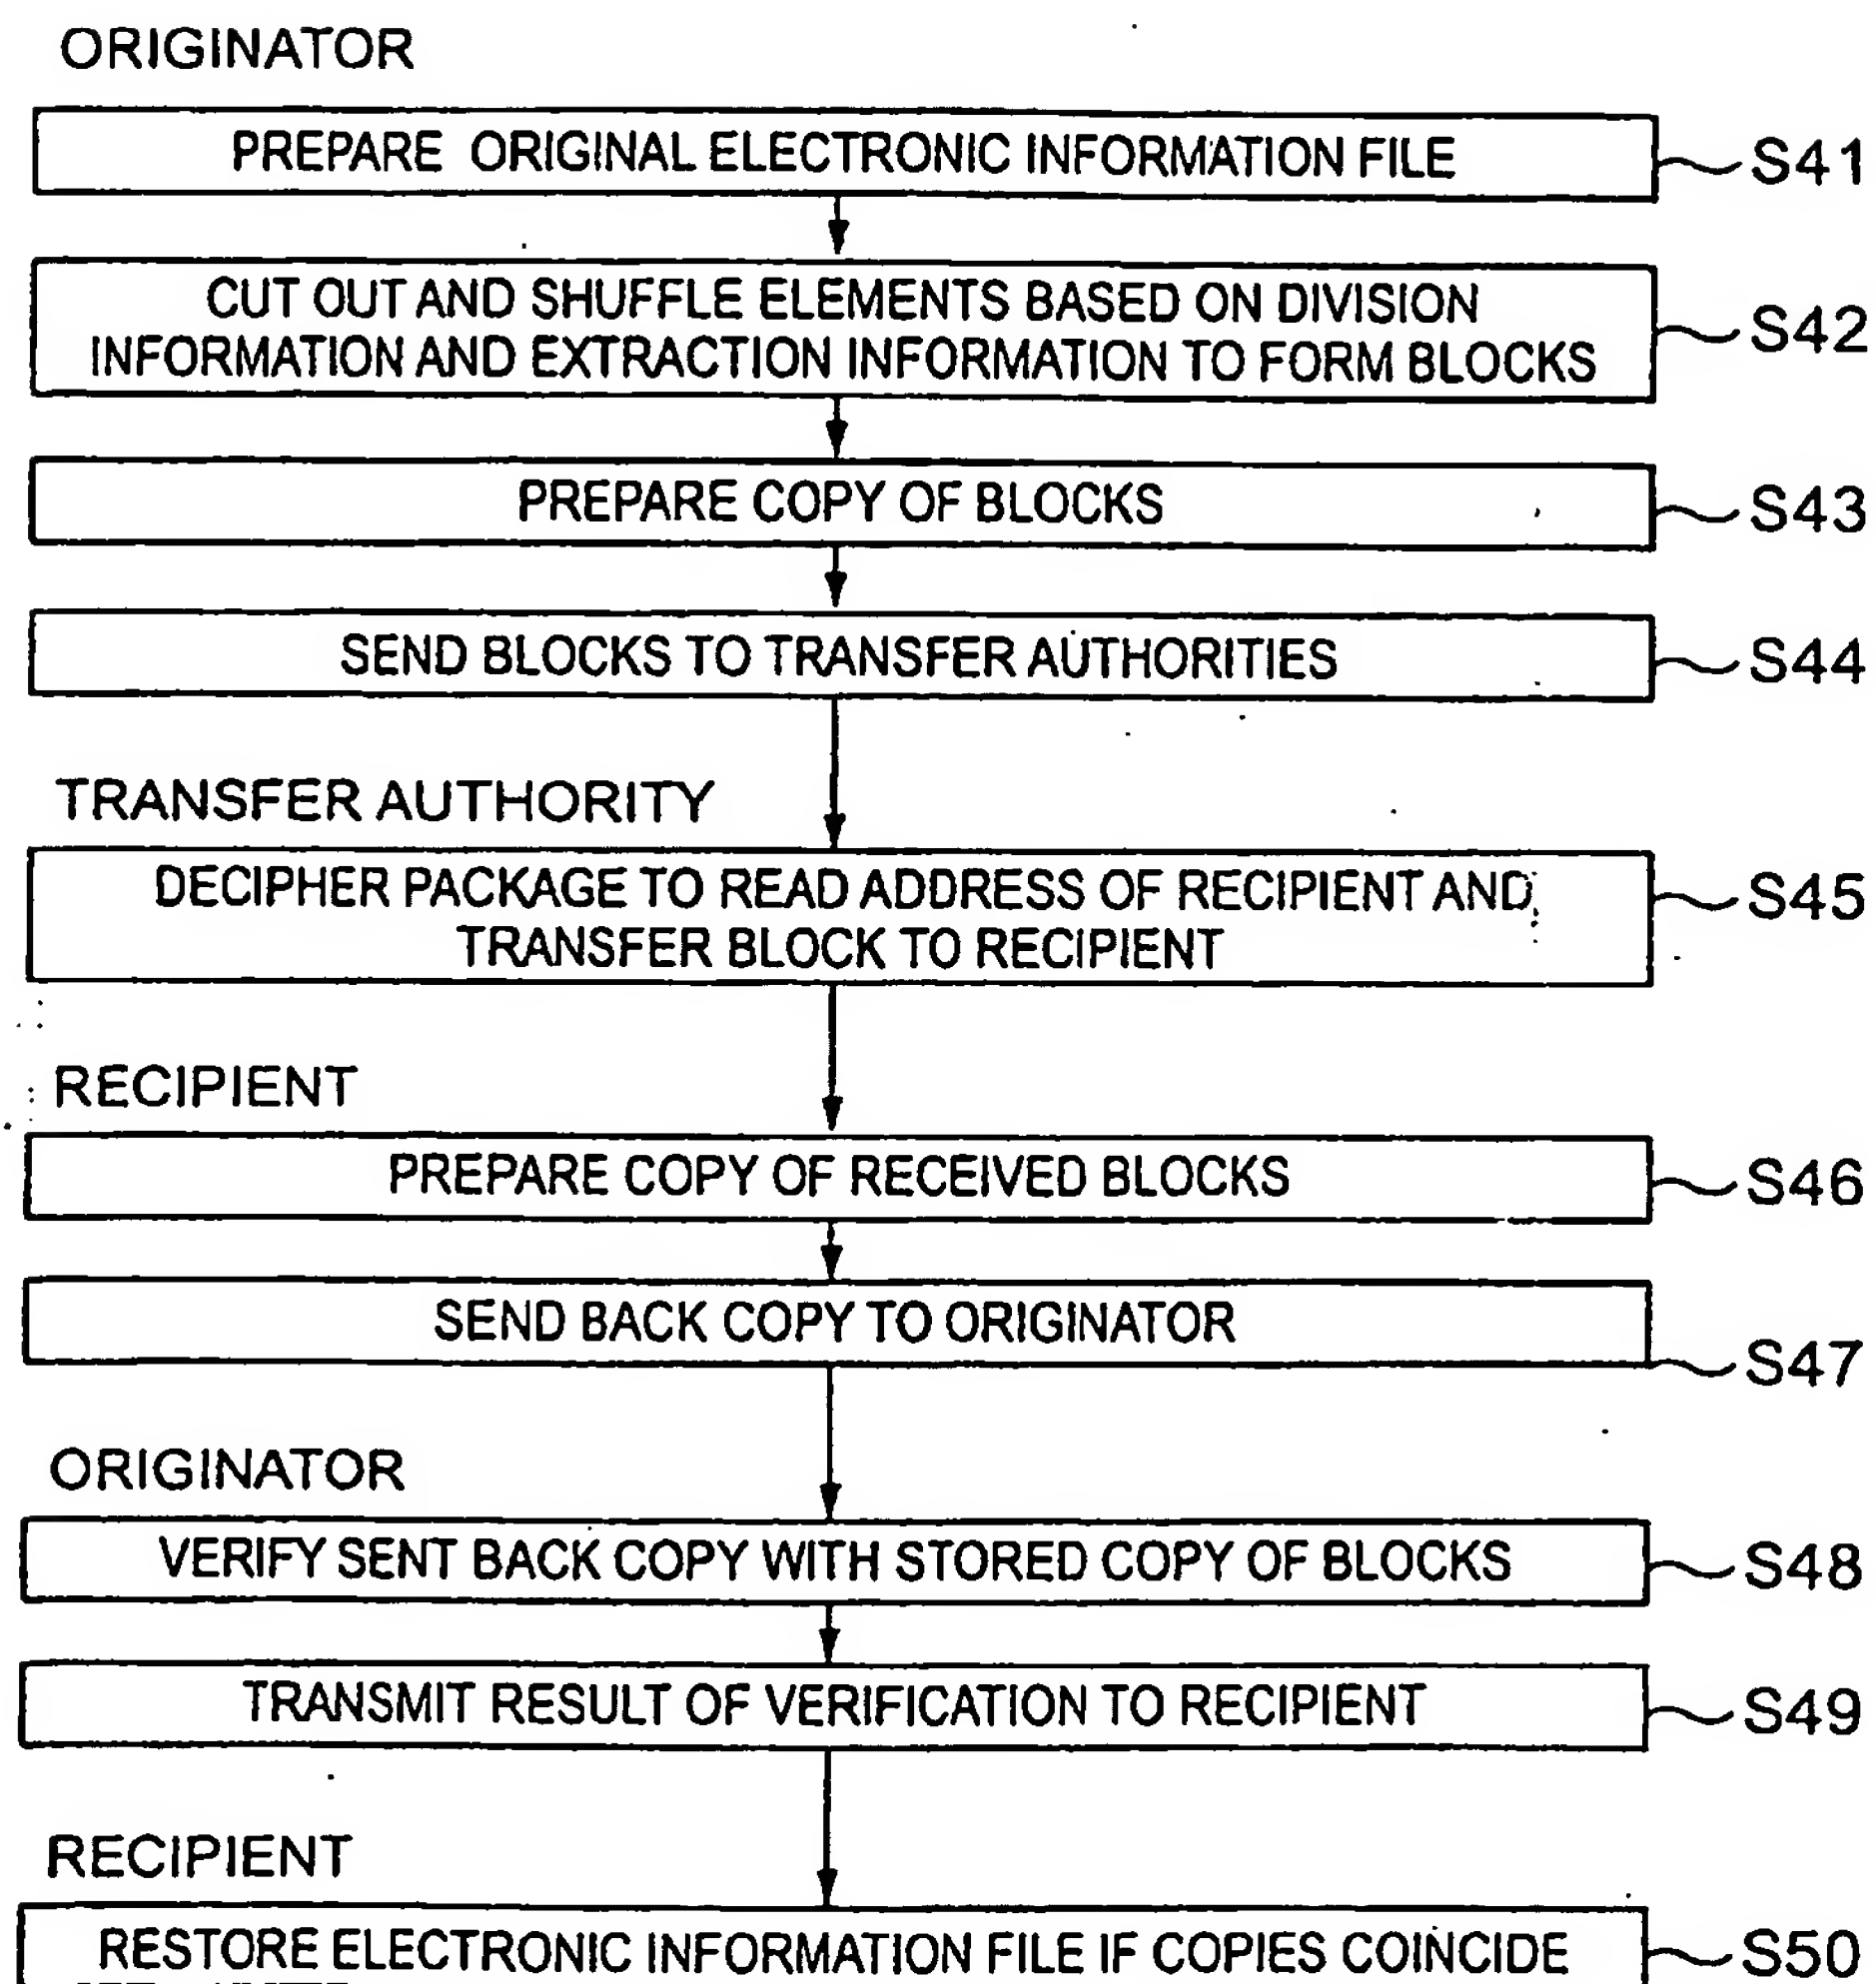 ORIGINATOR
PREPARE ORIGINAL ELECTRONIC INFORMATION FILE
S41
CUT OUT AND SHUFFLE ELEMENTS BASED ON DIVISION
INFORMATION AND EXTRACTION INFORMATION TO FORM BLOCKS
S42
PREPARE COPY OF BLOCKS
S43
SEND BLOCKS TO TRANSFER AUTHORITIES
S44
TRANSFER AUTHORITY
DECIPHER PACKAGE TO READ ADDRESS OF RECIPIENT AND
TRANSFER BLOCK TO RECIPIENT
S45
RECIPIENT
PREPARE COPY OF RECEIVED BLOCKS
S46
SEND BACK COPY TO ORIGINATOR
S47
ORIGINATOR
VERIFY SENT BACK COPY WITH STORED COPY OF BLOCKS
S48
TRANSMIT RESULT OF VERIFICATION TO RECIPIENT
S49
RECIPIENT
RESTORE ELECTRONIC INFORMATION FILE IF COPIES COINCIDE
S50